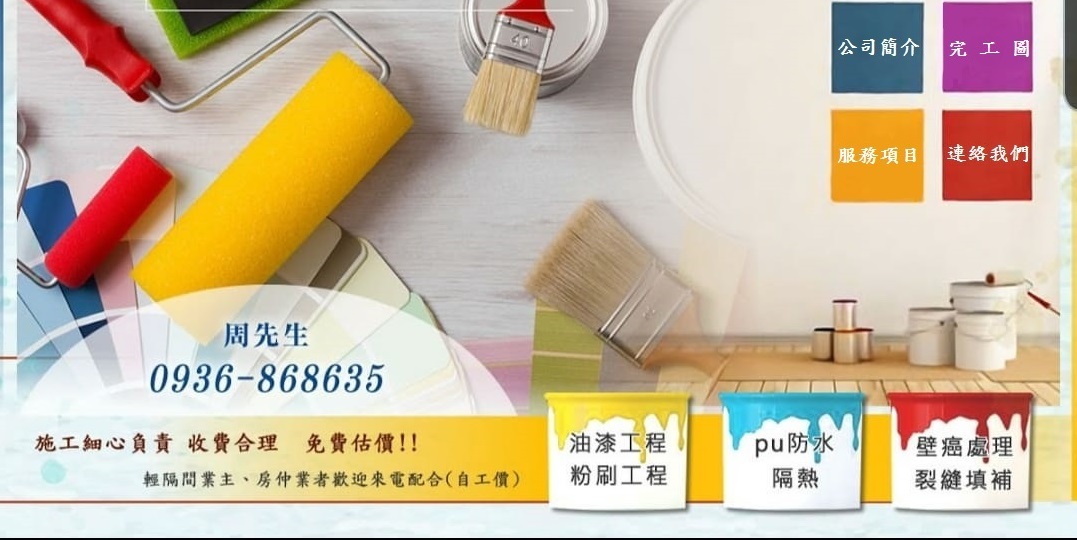 公司簡介
完工圖
服務項目
連絡我們
周先生
0936-868635
施工細心負責 收費合理 免費估價!!
輕隔間業主、房仲業者歡迎來電配合(自工價)
油漆工程
粉刷工程
pu防水
隔熱
壁癌處理
裂縫填補